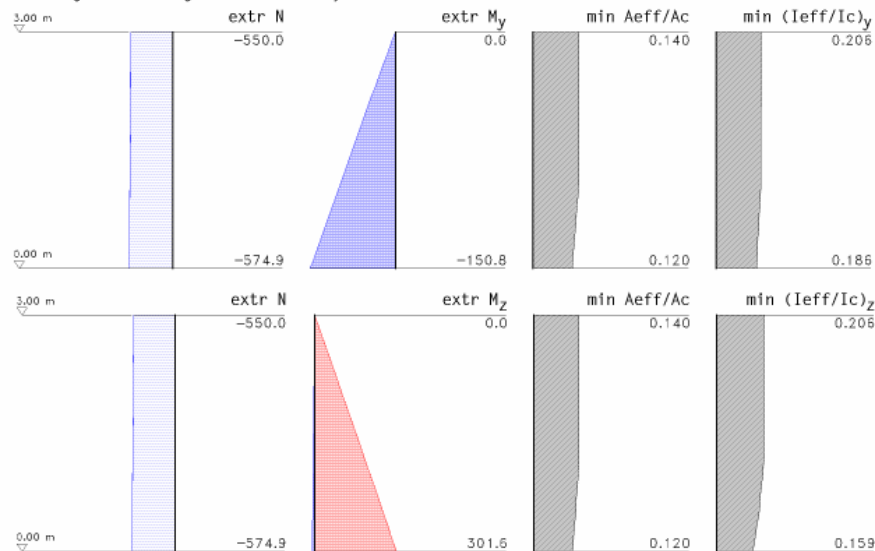 3.00 m extr N extr My min Aeff/Ac min (Ieff/Ic)y
-550.0 0.0 0.140 0.206
0.00 m -574.9 -150.8 0.120 0.186
3.00 m extr N extr Mz min Aeff/Ac min (Ieff/Ic)z
-550.0 0.0 0.140 0.206
0.00 m -574.9 301.6 0.120 0.159